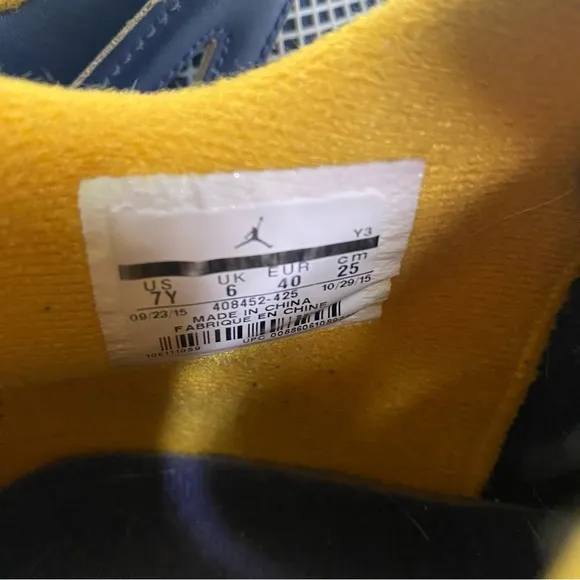 Y3
US UK EUR cm
7Y 6 40 25
408452-425
09/23/15 10/29/15
MADE IN CHINA
FABRIQUE EN CHINE